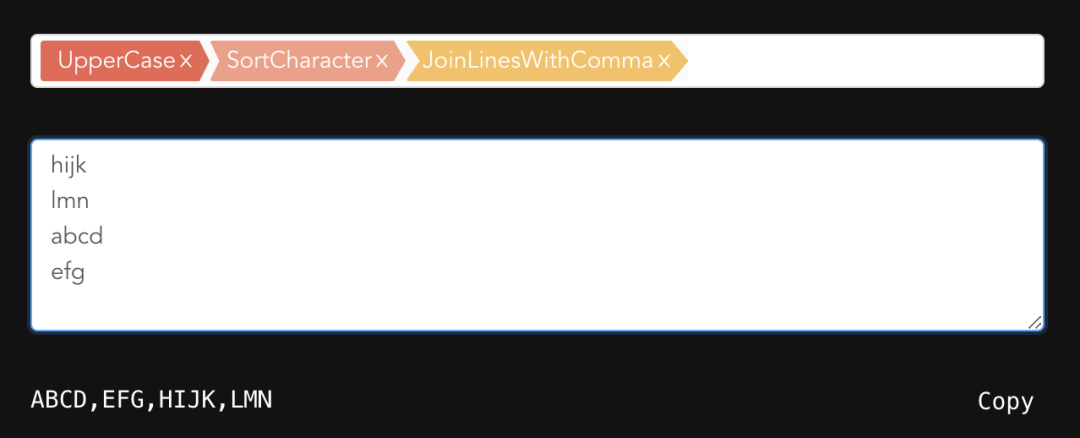 UpperCase× SortCharacter× JoinLinesWithComma×
hijk
lmn
abcd
efg
ABCD,EFG,HIJK,LMN Copy